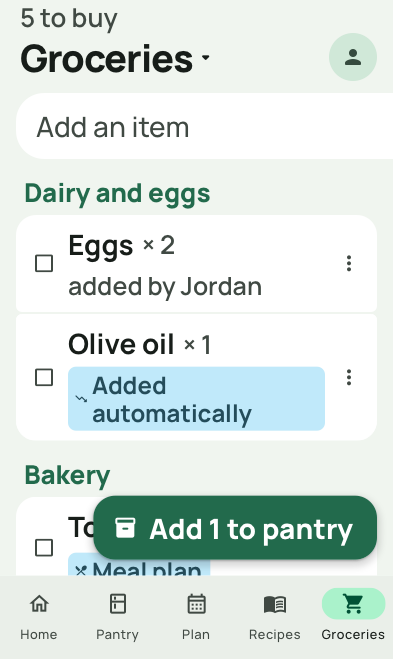 5 to buy
Groceries
Add an item
Dairy and eggs
Eggs × 2
added by Jordan
Olive oil × 1
Added
automatically
Bakery
Add 1 to pantry
Meal plan
Home Pantry Plan Recipes Groceries